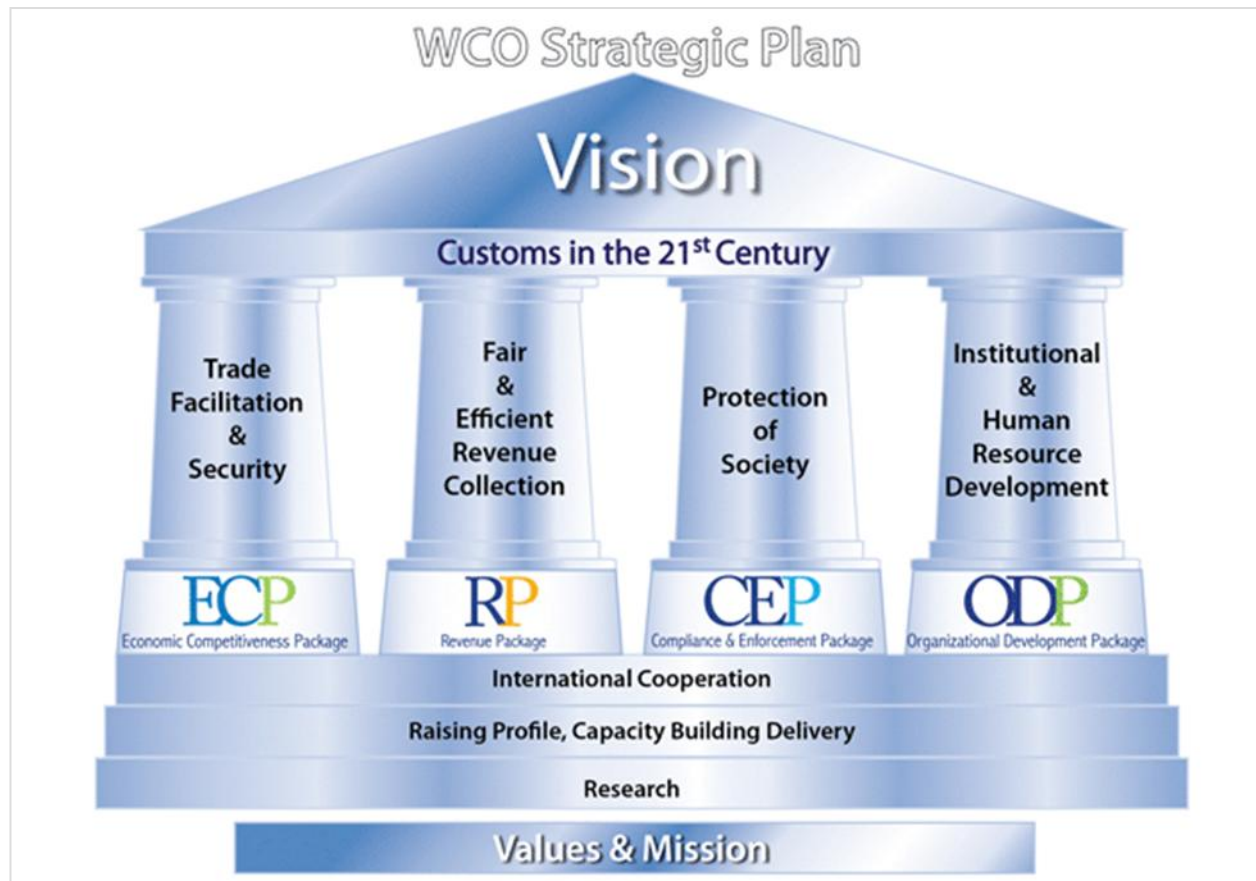 WCO Strategic Plan
Vision
Customs in the 21st Century
Trade
Facilitation
&
Security
Fair
&
Efficient
Revenue
Collection
Protection
of
Society
Institutional
&
Human
Resource
Development
ECP
Economic Competitiveness Package
RP
Revenue Package
CEP
Compliance & Enforcement Package
ODP
Organizational Development Package
International Cooperation
Raising Profile, Capacity Building Delivery
Research
Values & Mission